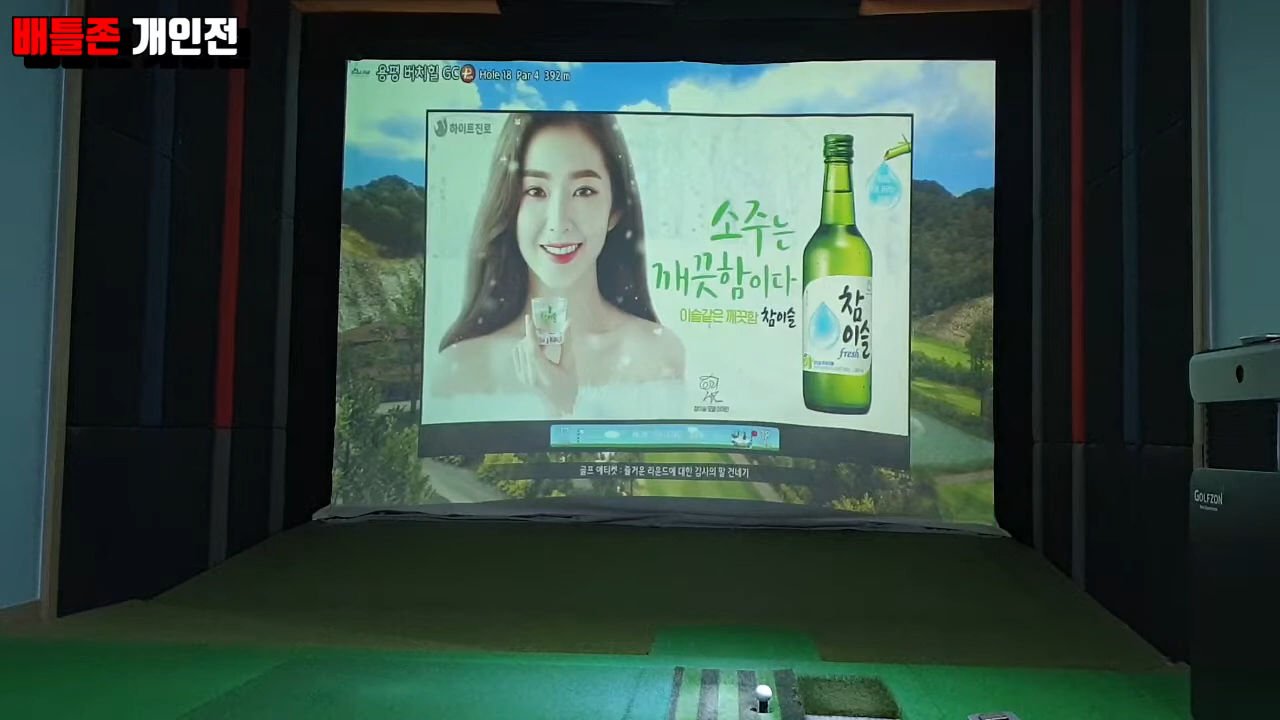 배틀존 개인전
용평 버치힐 GC Hole 18 Par 4 392 m
하이트진로
소주는
깨끗함이다
이슬같은 깨끗함 참이슬
참이슬
fresh
골프 에티켓 : 즐거운 라운드에 대한 감사의 말 건네기
GOLFZON